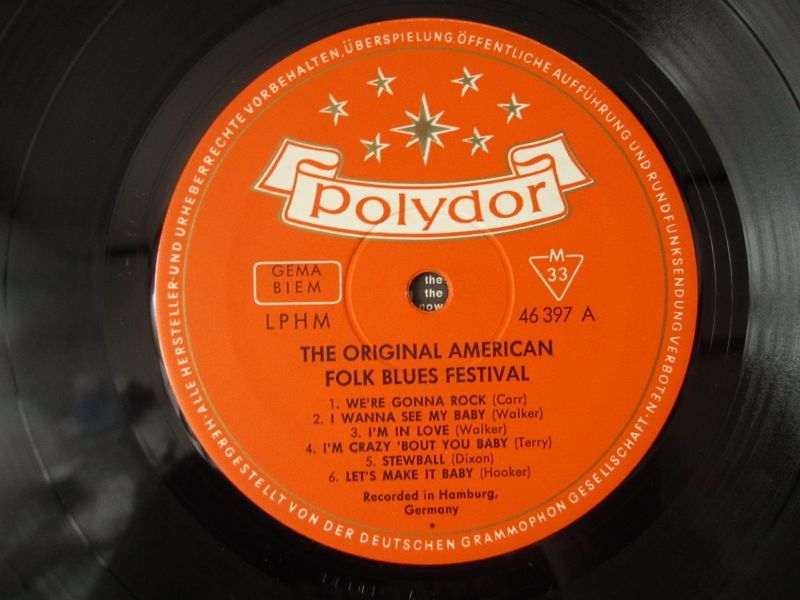 ALLE HERSTELLER- UND URHEBERRECHTE VORBEHALTEN, ÜBERSPIELUNG, ÖFFENTLICHE AUFFÜHRUNG UND RUNDFUNKSENDUNG VERBOTEN·
polydor
GEMA
BIEM
the
the
now
M
33
LPHM
46 397 A
THE ORIGINAL AMERICAN
FOLK BLUES FESTIVAL
1. WE'RE GONNA ROCK (Carr)
2. I WANNA SEE MY BABY (Walker)
3. I'M IN LOVE (Walker)
4. I'M CRAZY 'BOUT YOU BABY (Terry)
5. STEWBALL (Dixon)
6. LET'S MAKE IT BABY (Hooker)
Recorded in Hamburg,
Germany
·HERGESTELLT VON DER DEUTSCHEN GRAMMOPHON GESELLSCHAFT·